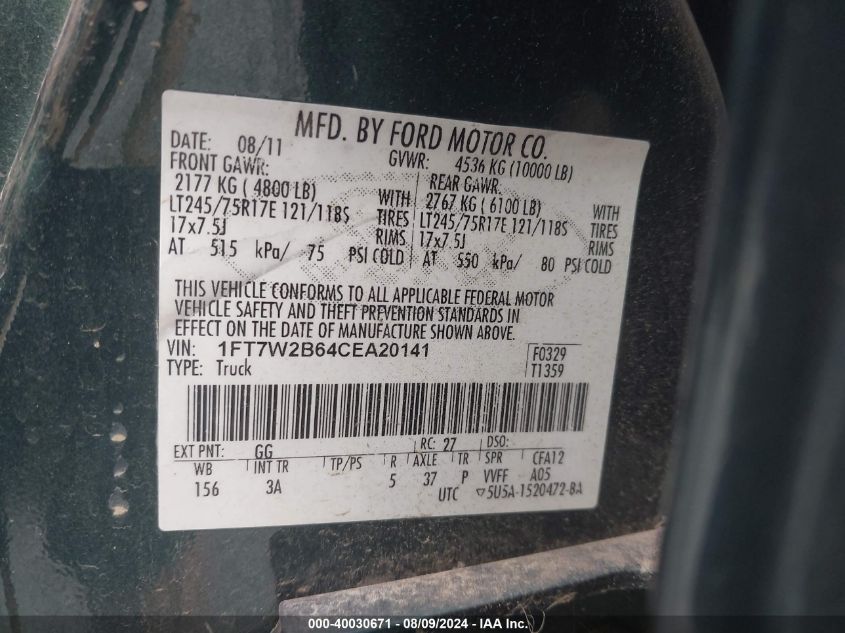 MFD. BY FORD MOTOR CO.
DATE: 08/11 GVWR: 4536 KG (10000 LB)
FRONT GAWR: REAR GAWR:
2177 KG ( 4800 LB) WITH 2767 KG ( 6100 LB) WITH
LT245/75R17E 121/118S TIRES LT245/75R17E 121/118S TIRES
17x7.5J RIMS 17x7.5J RIMS
AT 515 kPa/ 75 PSI COLD AT 550 kPa/ 80 PSI COLD
THIS VEHICLE CONFORMS TO ALL APPLICABLE FEDERAL MOTOR
VEHICLE SAFETY AND THEFT PREVENTION STANDARDS IN
EFFECT ON THE DATE OF MANUFACTURE SHOWN ABOVE.
VIN: 1FT7W2B64CEA20141 F0329
TYPE: Truck T1359
EXT PNT: GG RC: 27 DSO:
WB INT TR TP/PS R AXLE TR SPR CFA12
156 3A 5 37 P VVFF A05
UTC ▽5U5A-1520472-BA
000-40030671 - 08/09/2024 - IAAI.COM